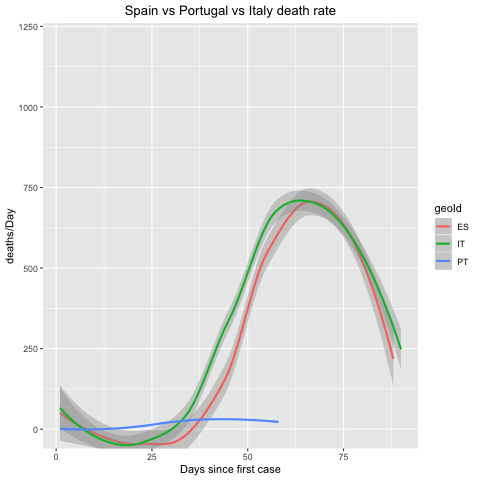 Spain vs Portugal vs Italy death rate
1250
1000
750
500
250
0
deaths/Day
0 25 50 75
Days since first case
geoId
ES
IT
PT